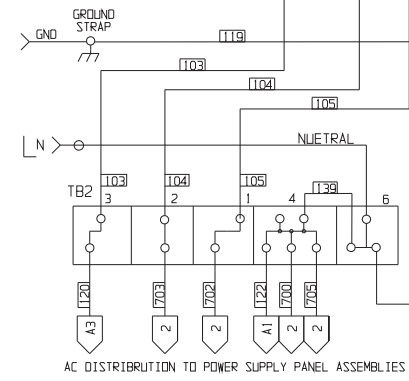 GROUND
STRAP
GND
119
103
104
105
N
NUETRAL
103
104
105
139
TB2
3
2
1
4
6
120
703
702
122
700
705
A3
2
2
A1
2
2
AC DISTRIBRUTION TO POWER SUPPLY PANEL ASSEMBLIES